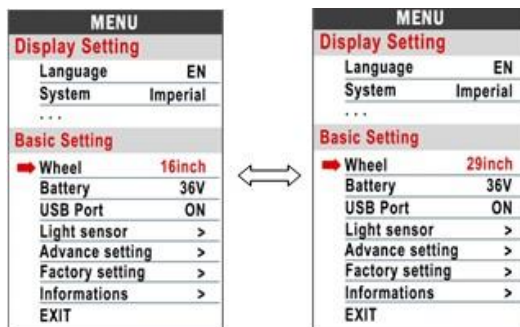 MENU
Display Setting
Language EN
System Imperial
. . .
Basic Setting
Wheel 16inch
Battery 36V
USB Port ON
Light sensor >
Advance setting >
Factory setting >
Informations >
EXIT
MENU
Display Setting
Language EN
System Imperial
. . .
Basic Setting
Wheel 29inch
Battery 36V
USB Port ON
Light sensor >
Advance setting >
Factory setting >
Informations >
EXIT